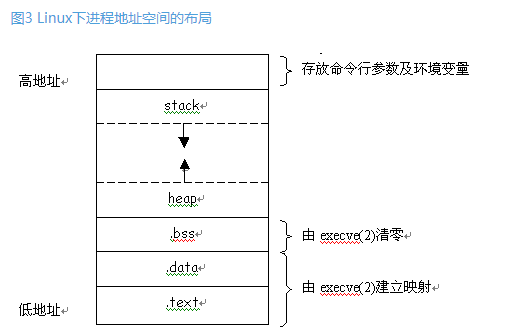 图3 Linux下进程地址空间的布局
存放命令行参数及环境变量
高地址
stack
heap
.bss
由 execve(2)清零
.data
由 execve(2)建立映射
低地址
.text